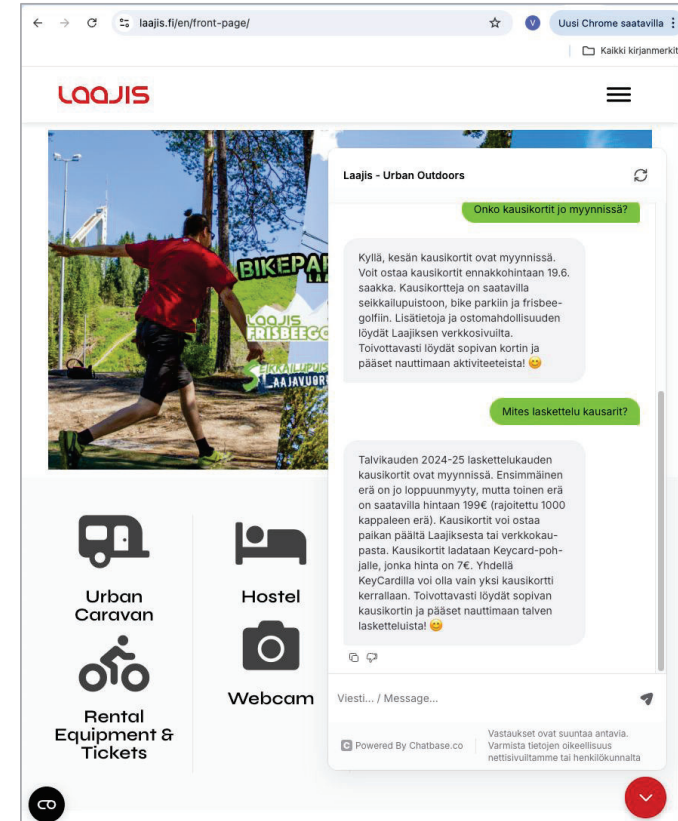 laajis.fi/en/front-page/
V
Uusi Chrome saatavilla
Kaikki kirjanmerkit
LAAJIS
BIKEPA
LAAJIS
FRISBEEGO
SEIKKAILUPUIS
LAAJAVUOR
Urban
Caravan
Hostel
Rental
Equipment &
Tickets
Webcam
Laajis - Urban Outdoors
Onko kausikortit jo myynnissä?
Kyllä, kesän kausikortit ovat myynnissä.
Voit ostaa kausikortit ennakkohintaan 19.6.
saakka. Kausikortteja on saatavilla
seikkailupuistoon, bike parkiin ja frisbee-
golfiin. Lisätietoja ja ostomahdollisuuden
löydät Laajiksen verkkosivuilta.
Toivottavasti löydät sopivan kortin ja
pääset nauttimaan aktiviteeteista! 😊
Mites laskettelu kausarit?
Talvikauden 2024-25 laskettelukauden
kausikortit ovat myynnissä. Ensimmäinen
erä on jo loppuunmyyty, mutta toinen erä
on saatavilla hintaan 199€ (rajoitettu 1000
kappaleen erä). Kausikortit voi ostaa
paikan päältä Laajiksesta tai verkkokau-
pasta. Kausikortit ladataan Keycard-poh-
jalle, jonka hinta on 7€. Yhdellä
KeyCardilla voi olla vain yksi kausikortti
kerrallaan. Toivottavasti löydät sopivan
kausikortin ja pääset nauttimaan talven
lasketteluista! 😊
Viesti... / Message...
Powered By Chatbase.co
Vastaukset ovat suuntaa antavia.
Varmista tietojen oikeellisuus
nettisivuiltamme tai henkilökunnalta